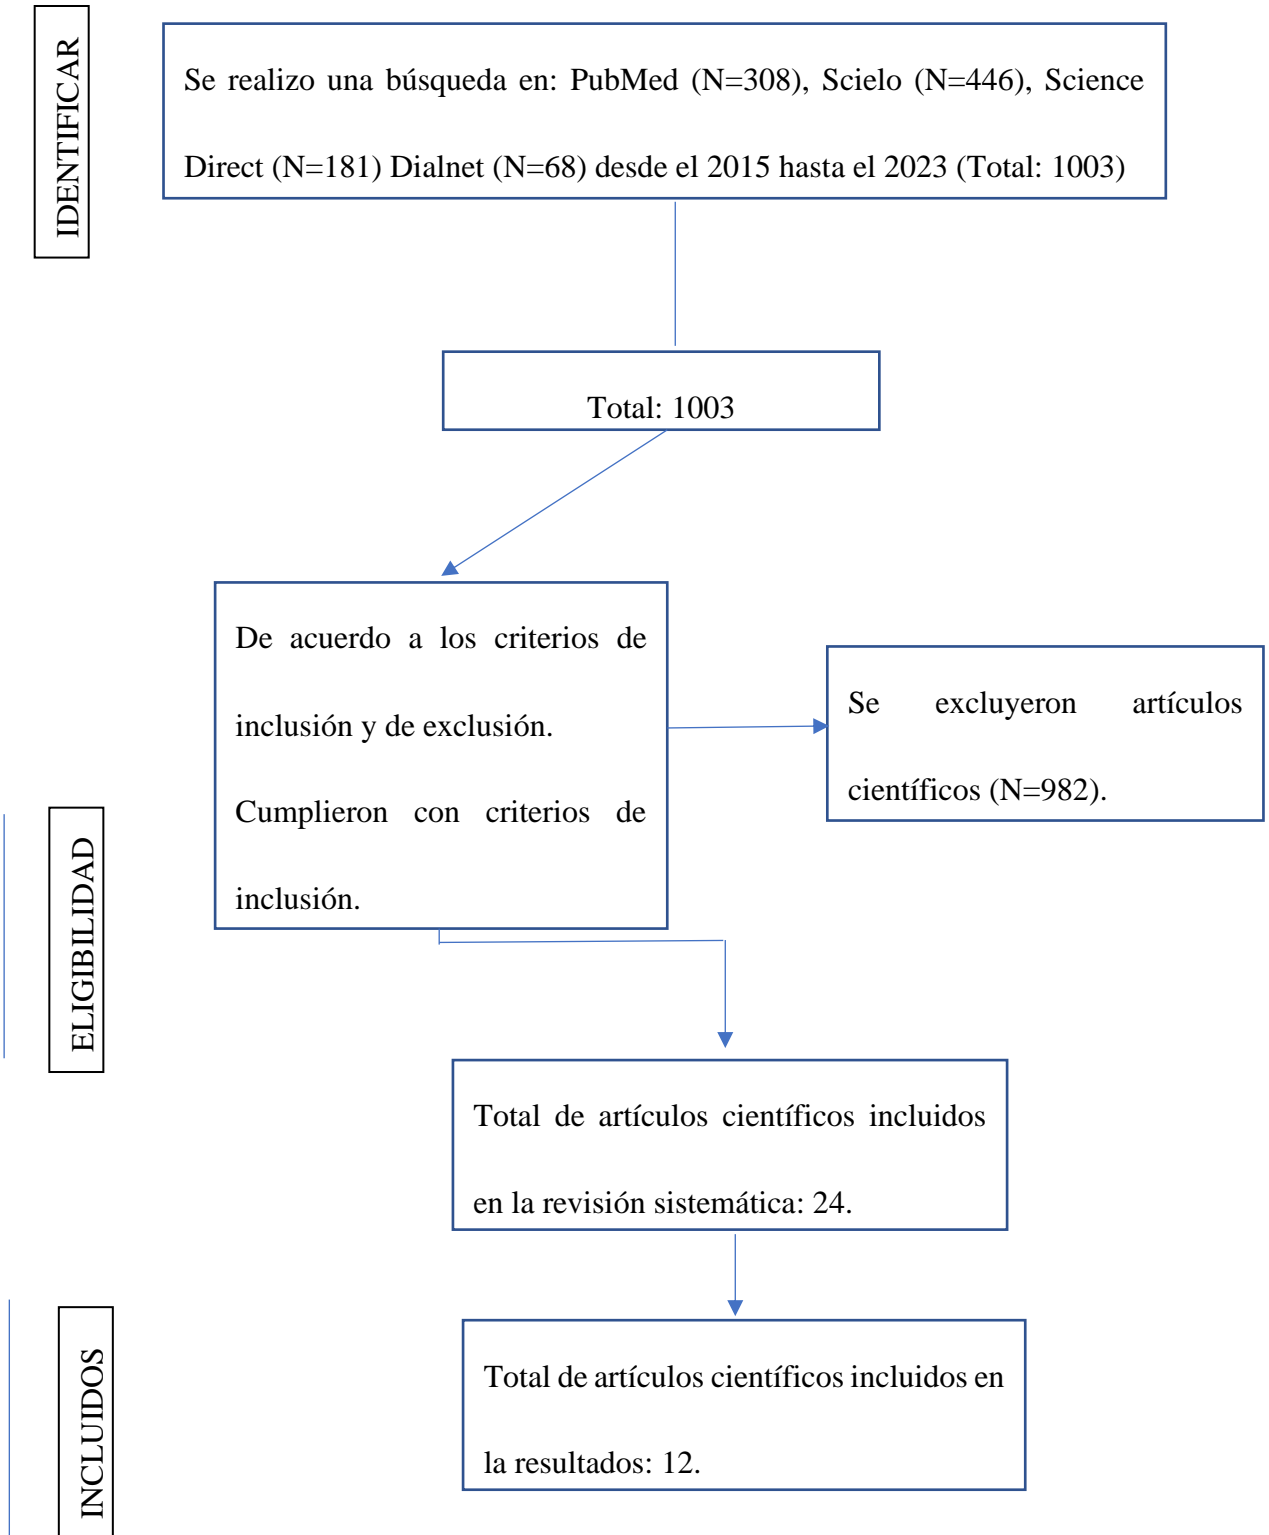 IDENTIFICAR
Se realizo una búsqueda en: PubMed (N=308), Scielo (N=446), Science
Direct (N=181) Dialnet (N=68) desde el 2015 hasta el 2023 (Total: 1003)
Total: 1003
De acuerdo a los criterios de
inclusión y de exclusión.
Cumplieron con criterios de
inclusión.
Se excluyeron artículos
científicos (N=982).
ELIGIBILIDAD
Total de artículos científicos incluidos
en la revisión sistemática: 24.
INCLUIDOS
Total de artículos científicos incluidos en
la resultados: 12.